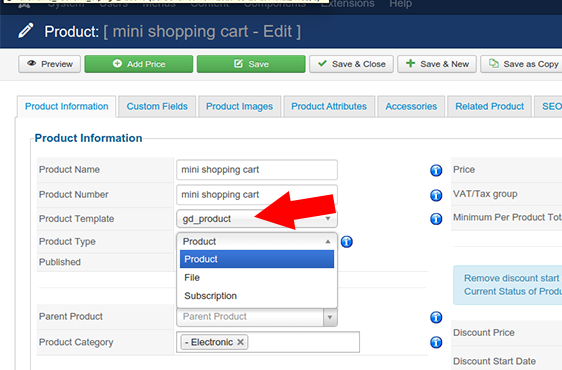 System Users Menus Content Components Extensions Help
Product: [ mini shopping cart - Edit ]
Preview Add Price Save Save & Close Save & New Save as Copy
Product Information Custom Fields Product Images Product Attributes Accessories Related Product SEO
Product Information
Product Name mini shopping cart Price
Product Number mini shopping cart VAT/Tax group
Product Template gd_product Minimum Per Product Tot
Product Type Product
Published Product
File
Remove discount start
Subscription Current Status of Produ
Parent Product Parent Product
Discount Price
Product Category - Electronic
Discount Start Date